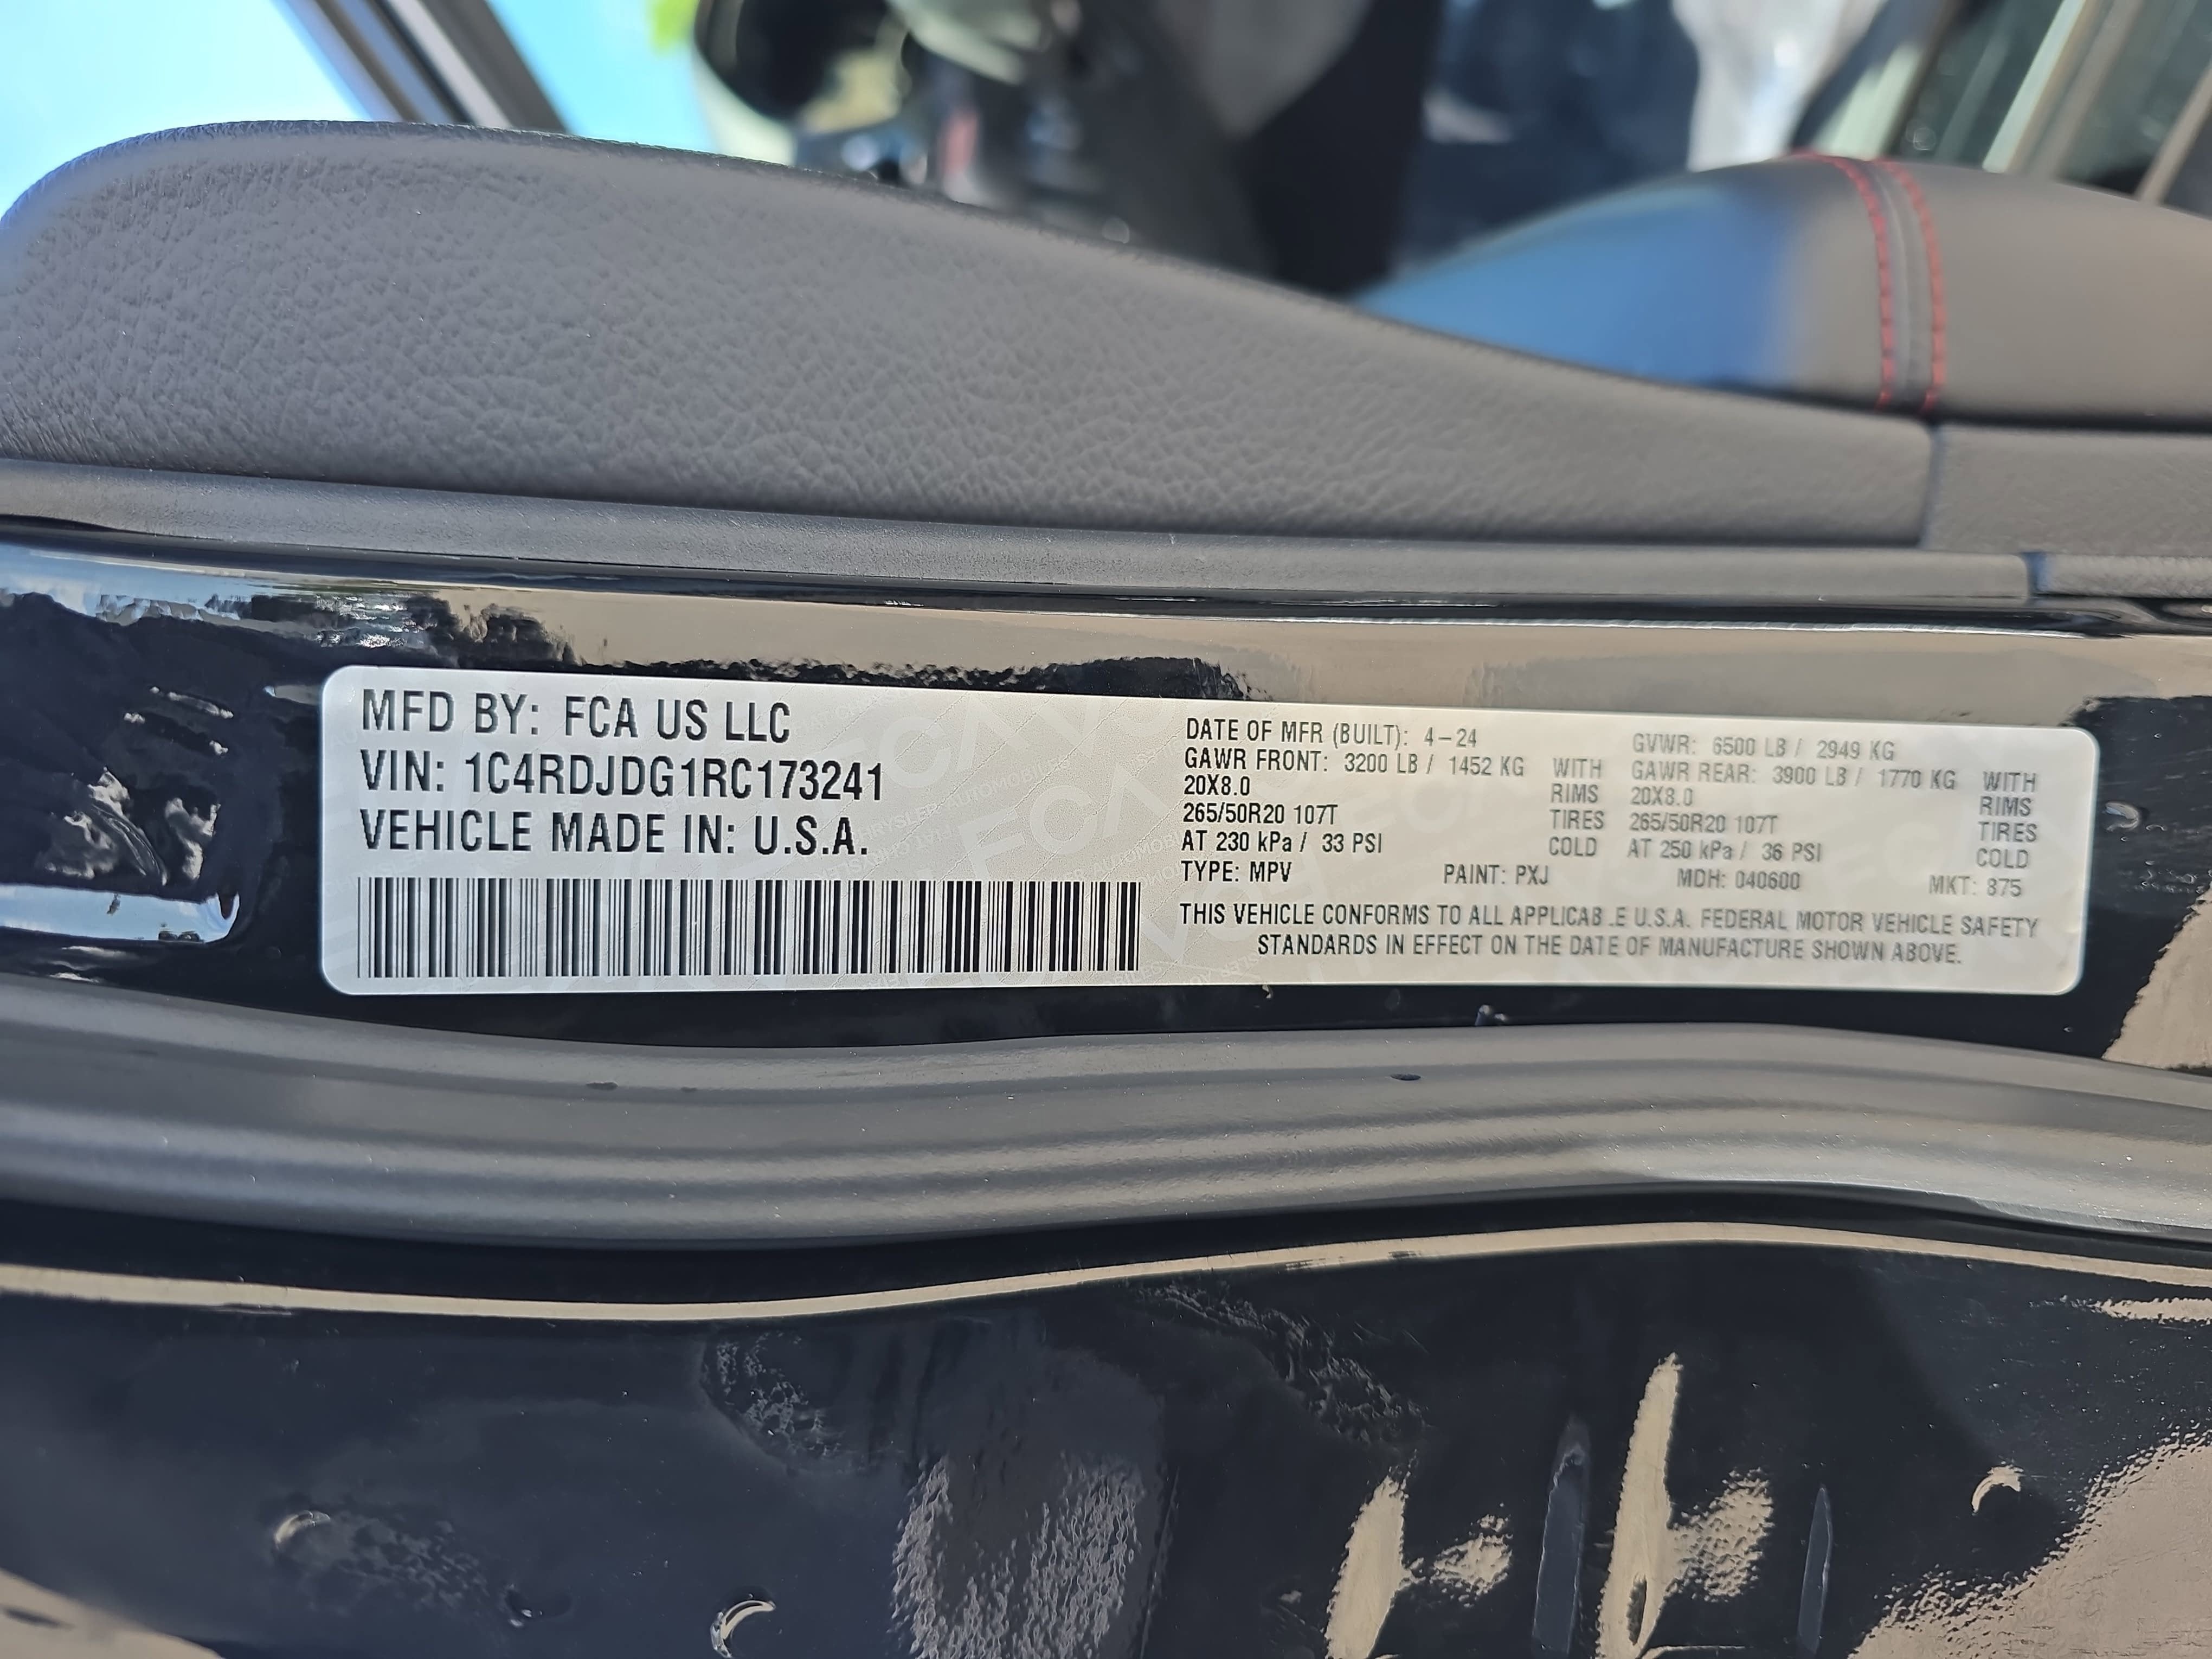 MFD BY: FCA US LLC
VIN: 1C4RDJDG1RC173241
VEHICLE MADE IN: U.S.A.
DATE OF MFR (BUILT): 4-24 GVWR: 6500 LB / 2949 KG
GAWR FRONT: 3200 LB / 1452 KG WITH GAWR REAR: 3900 LB / 1770 KG WITH
20X8.0 RIMS 20X8.0 RIMS
265/50R20 107T TIRES 265/50R20 107T TIRES
AT 230 kPa / 33 PSI COLD AT 250 kPa / 36 PSI COLD
TYPE: MPV PAINT: PXJ MDH: 040600 MKT: 875
THIS VEHICLE CONFORMS TO ALL APPLICAB.E U.S.A. FEDERAL MOTOR VEHICLE SAFETY
STANDARDS IN EFFECT ON THE DATE OF MANUFACTURE SHOWN ABOVE.